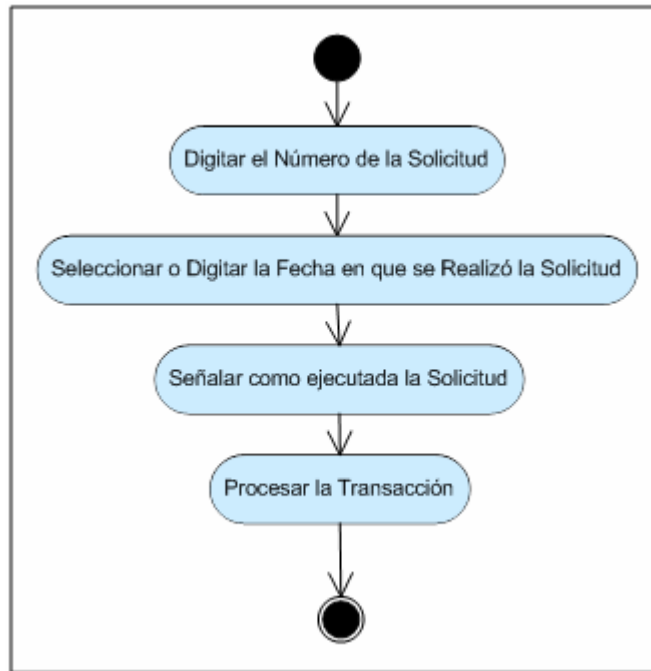 Digitar el Número de la Solicitud
Seleccionar o Digitar la Fecha en que se Realizó la Solicitud
Señalar como ejecutada la Solicitud
Procesar la Transacción